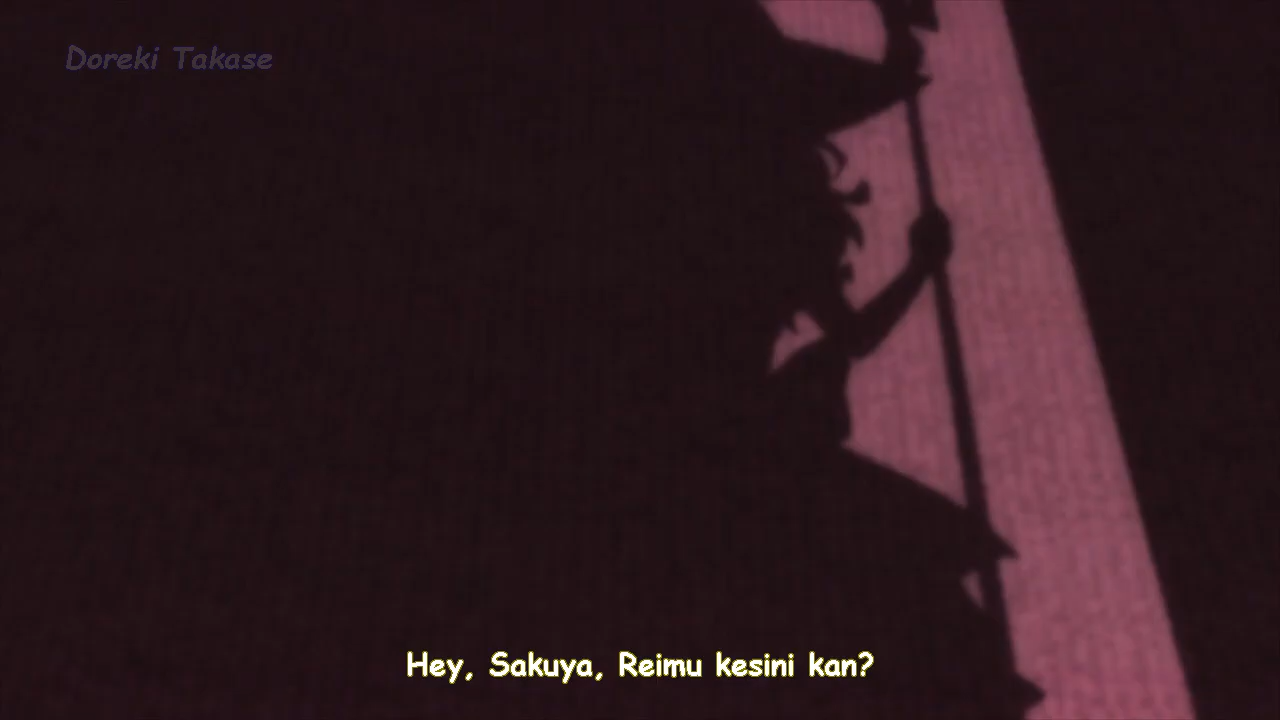 Doreki Takase
Hey, Sakuya, Reimu kesini kan?